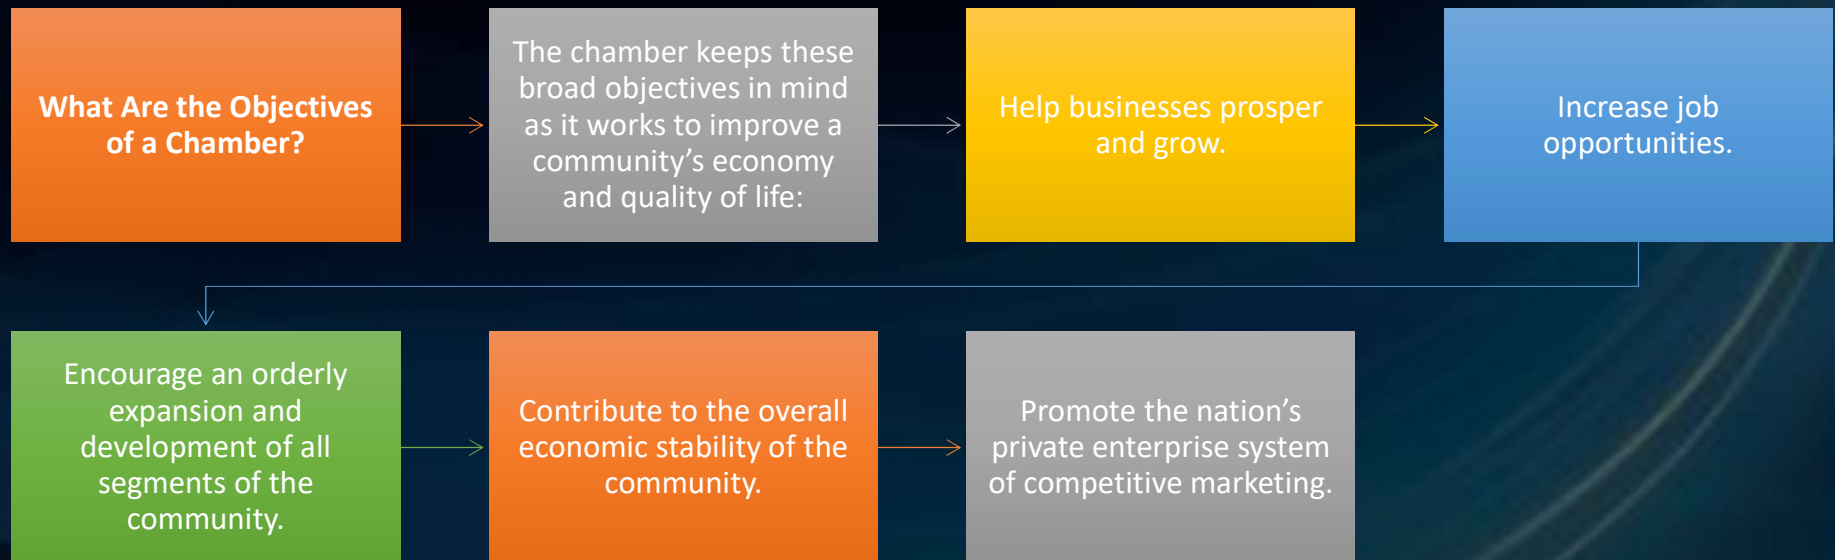 What Are the Objectives
of a Chamber?
The chamber keeps these
broad objectives in mind
as it works to improve a
community’s economy
and quality of life:
Help businesses prosper
and grow.
Increase job
opportunities.
Encourage an orderly
expansion and
development of all
segments of the
community.
Contribute to the overall
economic stability of the
community.
Promote the nation’s
private enterprise system
of competitive marketing.